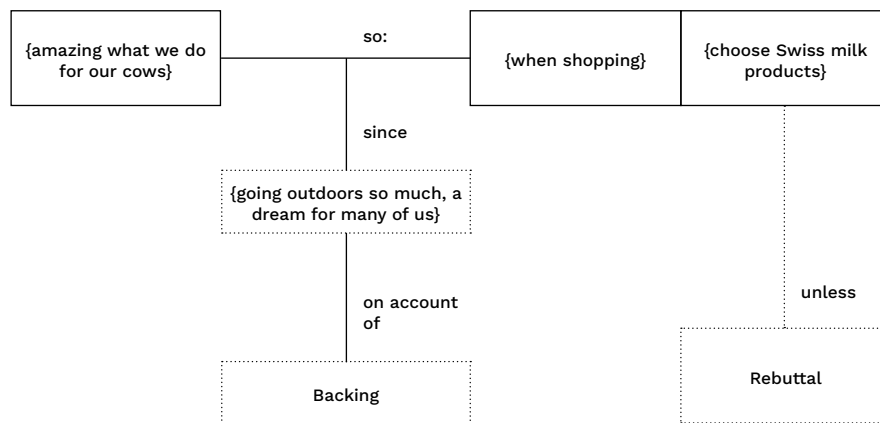 {amazing what we do
for our cows}
so:
{when shopping}
{choose Swiss milk
products}
since
{going outdoors so much, a
dream for many of us}
on account
of
unless
Backing
Rebuttal